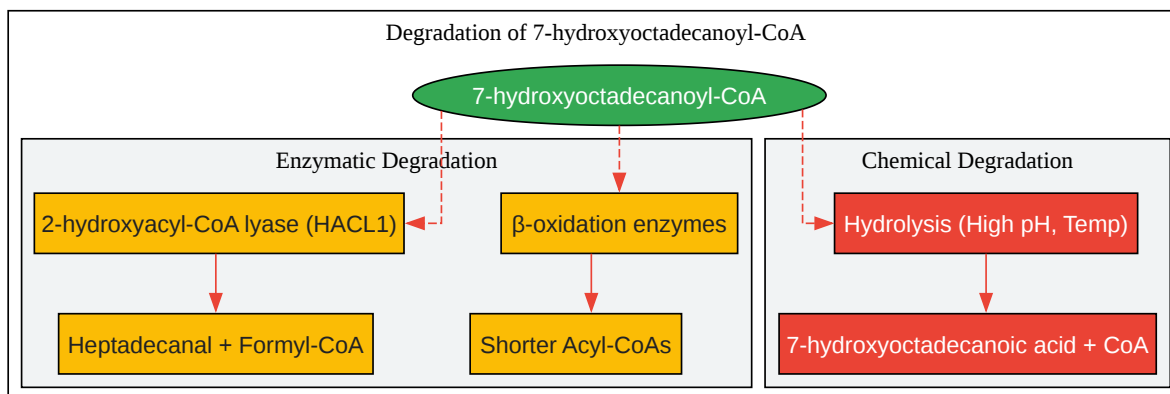 Degradation of 7-hydroxyoctadecanoyl-CoA
7-hydroxyoctadecanoyl-CoA
Enzymatic Degradation
2-hydroxyacyl-CoA lyase (HACL1)
β-oxidation enzymes
Heptadecanal + Formyl-CoA
Shorter Acyl-CoAs
Chemical Degradation
Hydrolysis (High pH, Temp)
7-hydroxyoctadecanoic acid + CoA